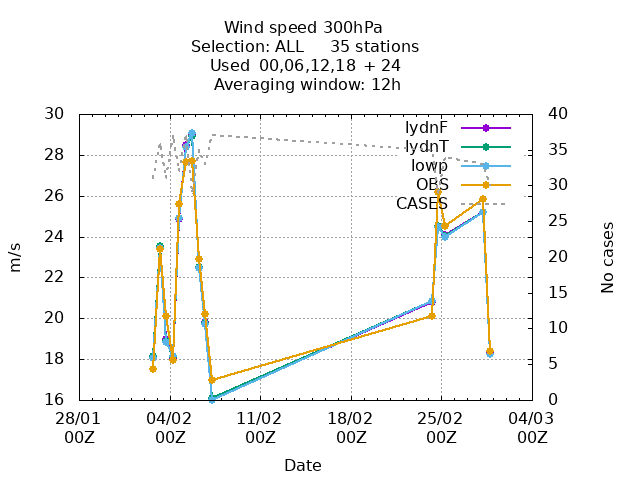 Wind speed 300hPa
Selection: ALL 35 stations
Used 00,06,12,18 + 24
Averaging window: 12h
m/s
No cases
30
28
26
24
22
20
18
16
40
35
30
25
20
15
10
5
0
lydnF
lydnT
lowp
OBS
CASES
28/01 04/02 11/02 18/02 25/02 04/03
00Z 00Z 00Z 00Z 00Z 00Z
Date